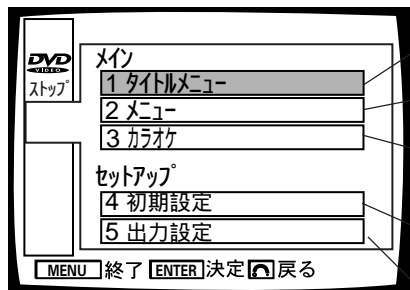 DVD
VIDEO
ストップ
メイン
1 タイトルメニュー
2 メニュー
3 カラオケ
セットアップ
4 初期設定
5 出力設定
MENU 終了 ENTER 決定 戻る